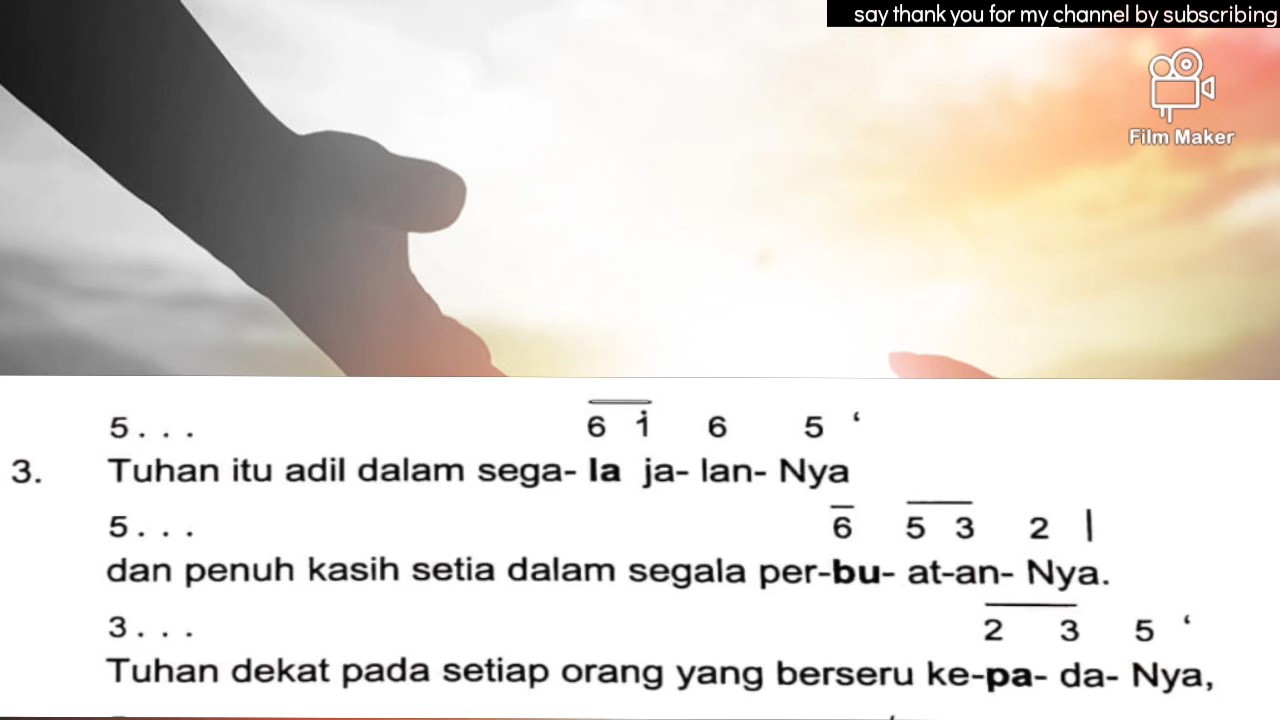 say thank you for my channel by subscribing
Film Maker
5 . . . 6 1̇ 6 5 ‘
3. Tuhan itu adil dalam sega- la ja- lan- Nya
5 . . . 6 5 3 2 |
dan penuh kasih setia dalam segala per-bu- at-an- Nya.
3 . . . 2 3 5 ‘
Tuhan dekat pada setiap orang yang berseru ke-pa- da- Nya,